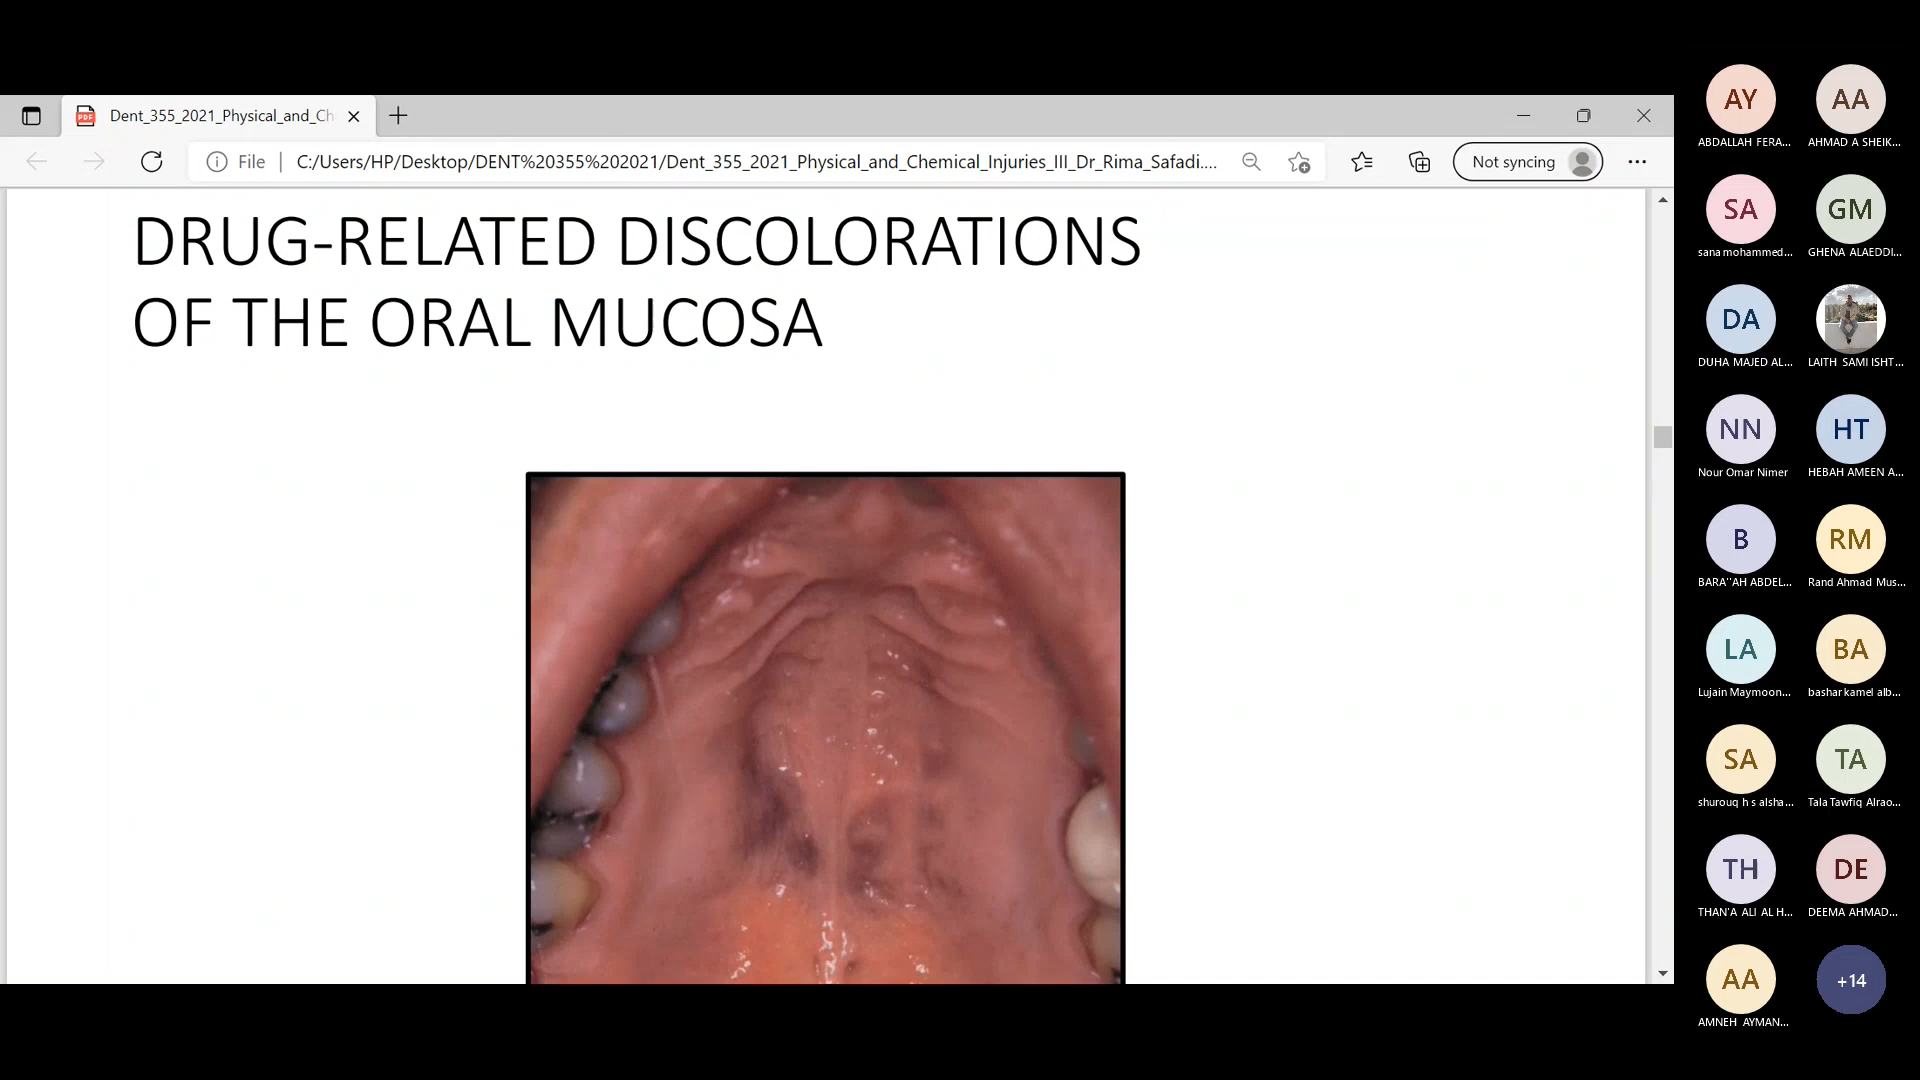 Dent_355_2021_Physical_and_Ch
File
C:/Users/HP/Desktop/DENT%20355%202021/Dent_355_2021_Physical_and_Chemical_Injuries_III_Dr_Rima_Safadi....
Not syncing
DRUG-RELATED DISCOLORATIONS
OF THE ORAL MUCOSA
AY AA
ABDALLAH FERA... AHMAD A SHEIK...
SA GM
sana mohammed... GHENA ALAEDDI...
DA
DUHA MAJED AL... LAITH SAMI ISHT...
NN HT
Nour Omar Nimer HEBAH AMEEN A...
B RM
BARA''AH ABDEL... Rand Ahmad Mus...
LA BA
Lujain Maymoon... bashar kamel alb...
SA TA
shurouq h s alsha... Tala Tawfiq Alrao...
TH DE
THAN'A ALI AL H... DEEMA AHMAD...
AA +14
AMNEH AYMAN...